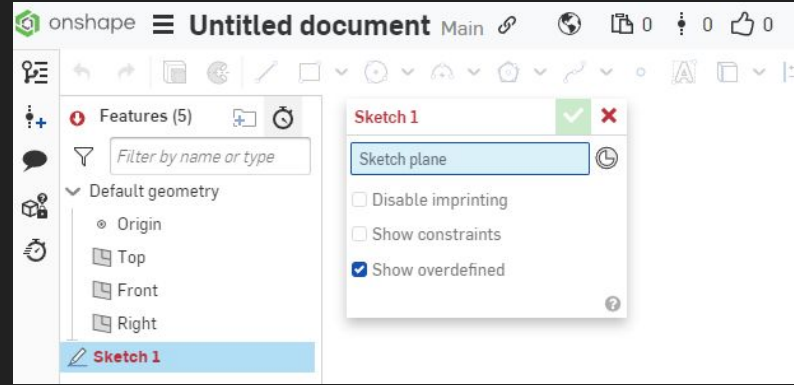 onshape Untitled document Main 0 0 0
Features (5)
Filter by name or type
Default geometry
Origin
Top
Front
Right
Sketch 1
Sketch 1
Sketch plane
Disable imprinting
Show constraints
Show overdefined